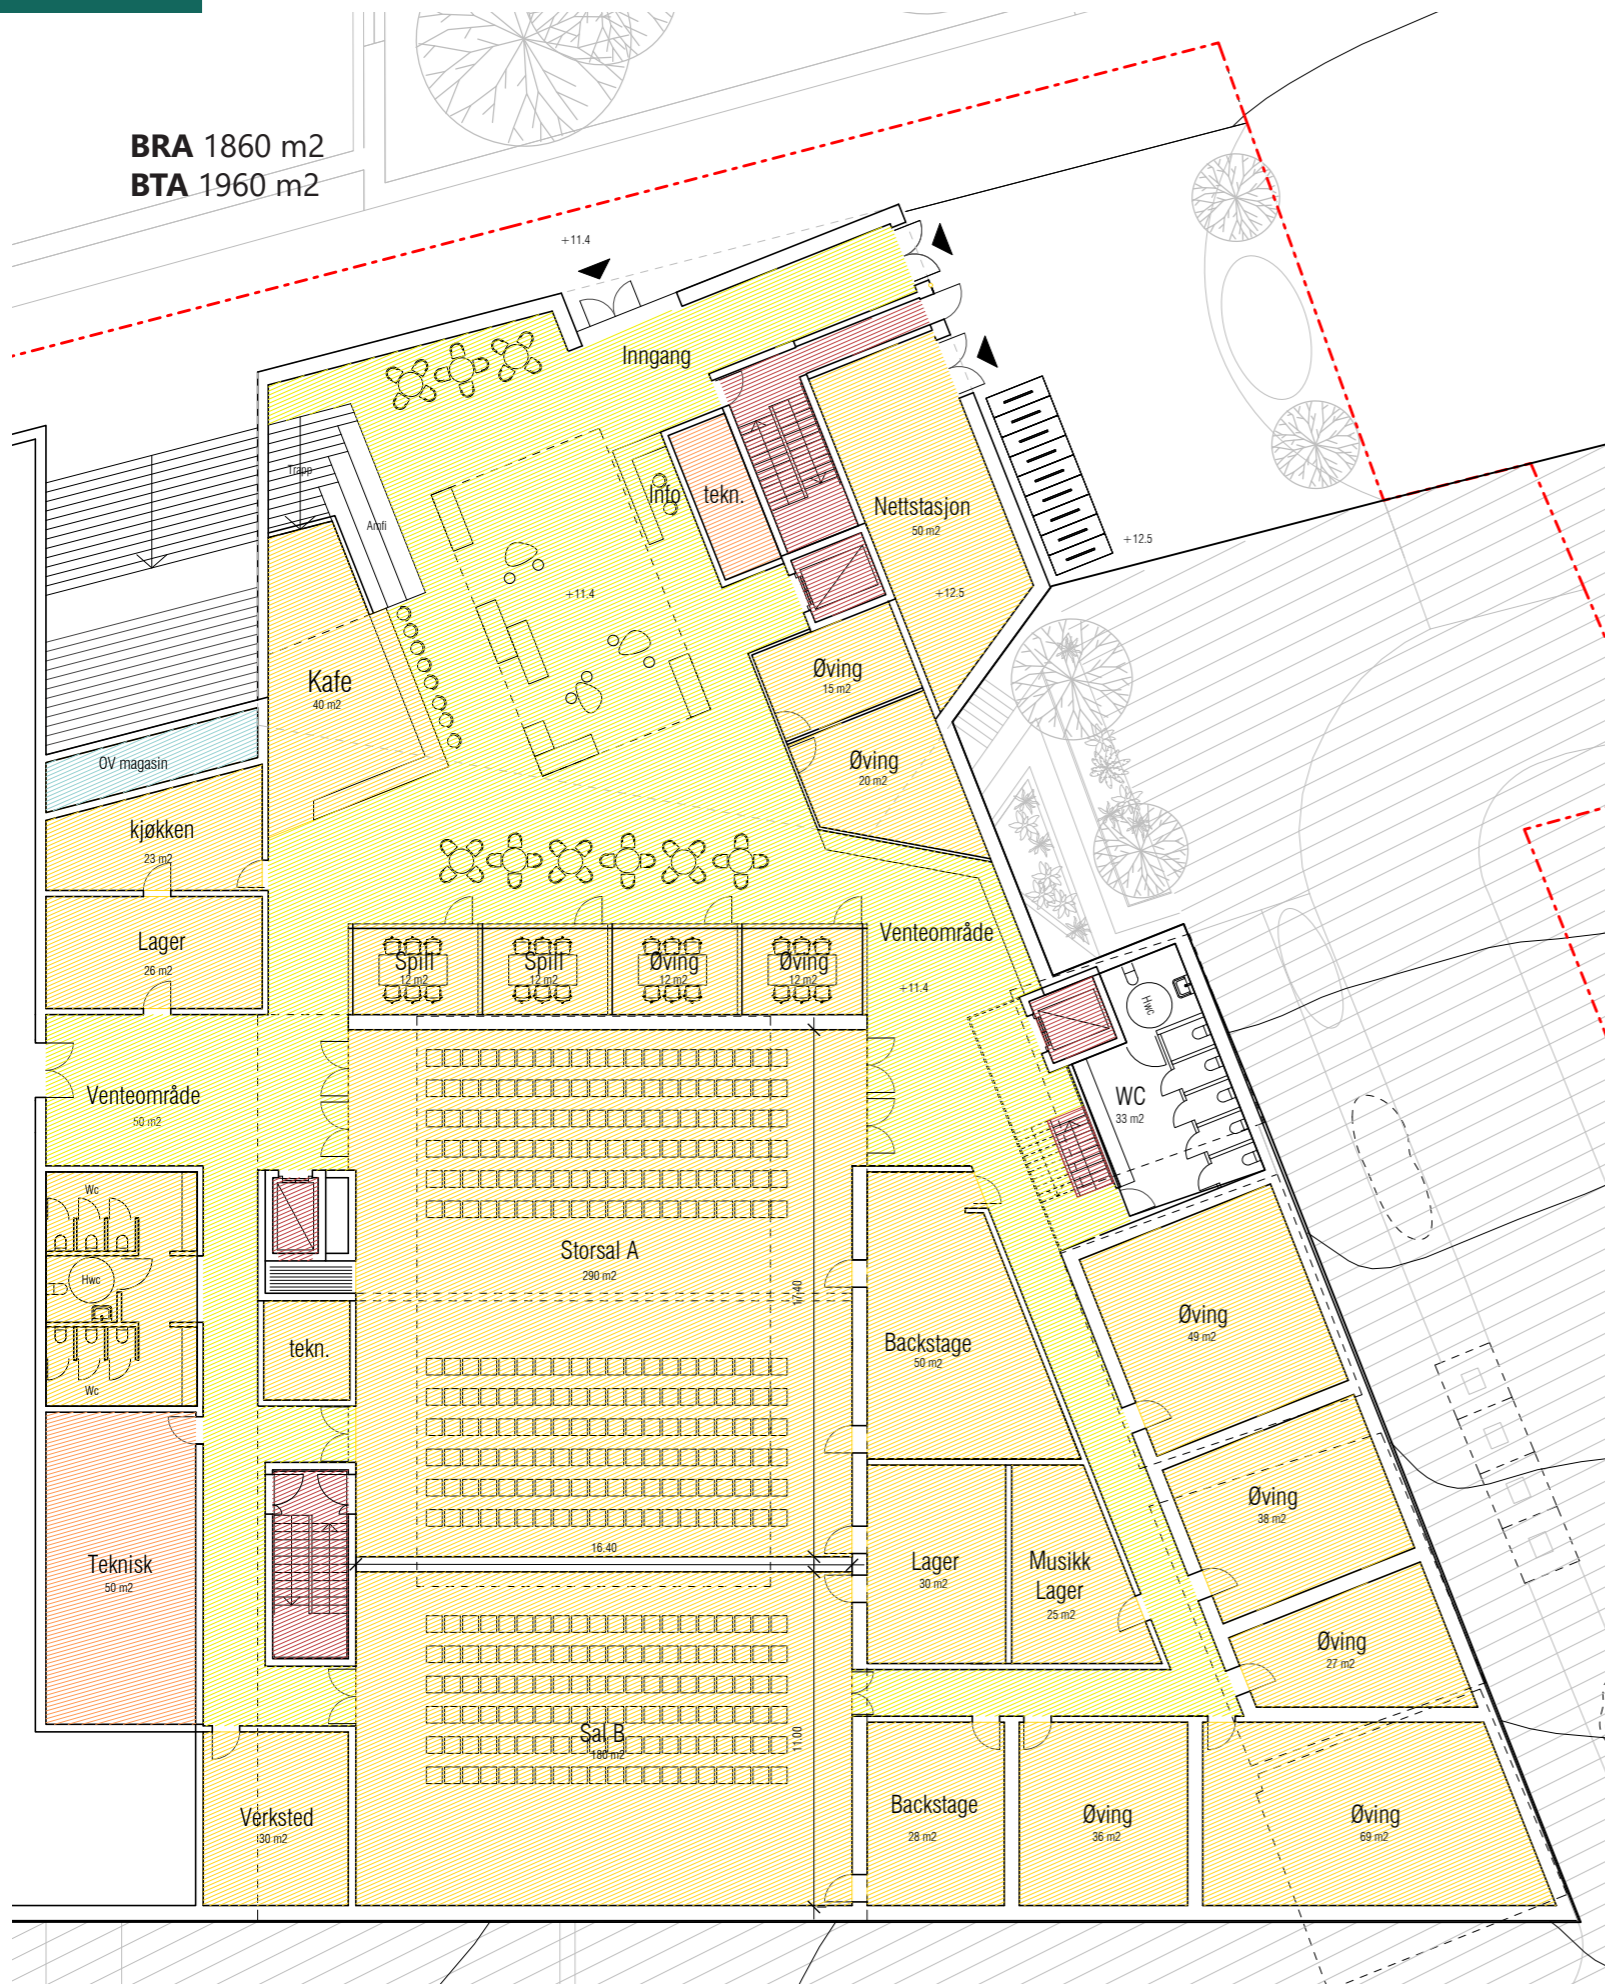 BRA 1860 m2
BTA 1960 m2
+11.4
Inngang
Trapp
Amfi
Info
tekn.
Nettstasjon
50 m2
+12.5
+11.4
+12.5
Kafe
40 m2
Øving
15 m2
OV magasin
Øving
20 m2
kjøkken
23 m2
Lager
26 m2
Spill
12 m2
Spill
12 m2
Øving
12 m2
Øving
12 m2
Venteområde
+11.4
Hwc
Venteområde
50 m2
WC
33 m2
Wc
Hwc
Wc
Storsal A
290 m2
17.40
tekn.
Backstage
50 m2
Øving
49 m2
Øving
38 m2
16.40
Teknisk
50 m2
Lager
30 m2
Musikk
Lager
25 m2
Øving
27 m2
Sal B
180 m2
11.00
Verksted
30 m2
Backstage
28 m2
Øving
36 m2
Øving
69 m2